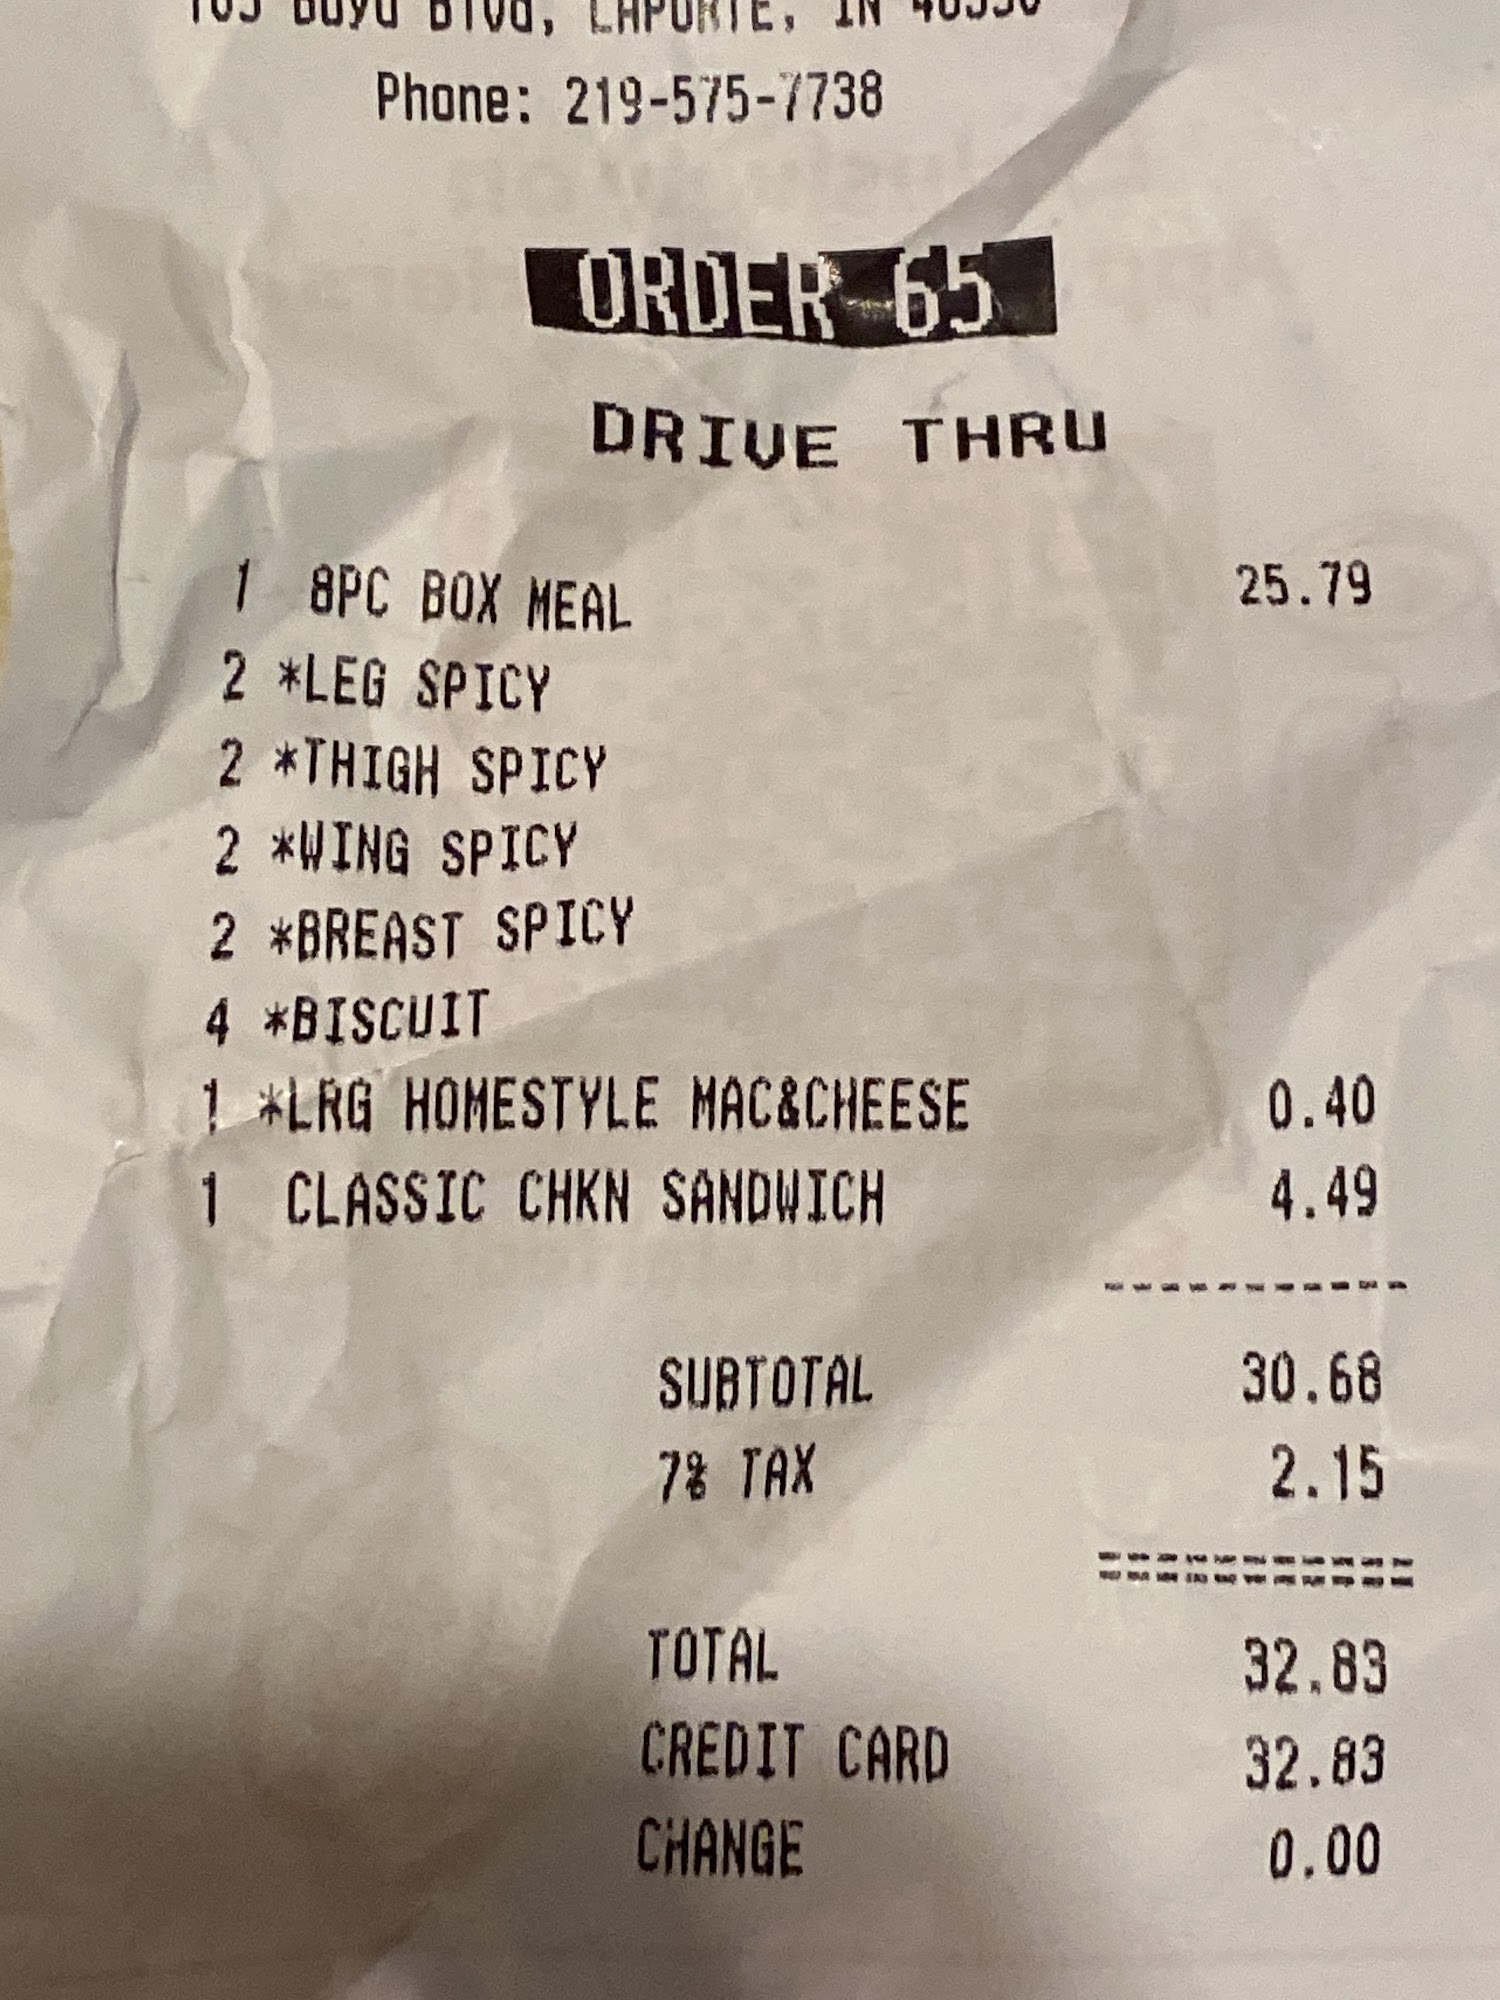 Blvd, LAPORTE, IN
Phone: 219-575-7738
ORDER 65
DRIVE THRU
1 8PC BOX MEAL 25.79
2 *LEG SPICY
2 *THIGH SPICY
2 *WING SPICY
2 *BREAST SPICY
4 *BISCUIT
1 *LRG HOMESTYLE MAC&CHEESE 0.40
1 CLASSIC CHKN SANDWICH 4.49
----------
SUBTOTAL 30.68
7% TAX 2.15
==========
TOTAL 32.83
CREDIT CARD 32.83
CHANGE 0.00